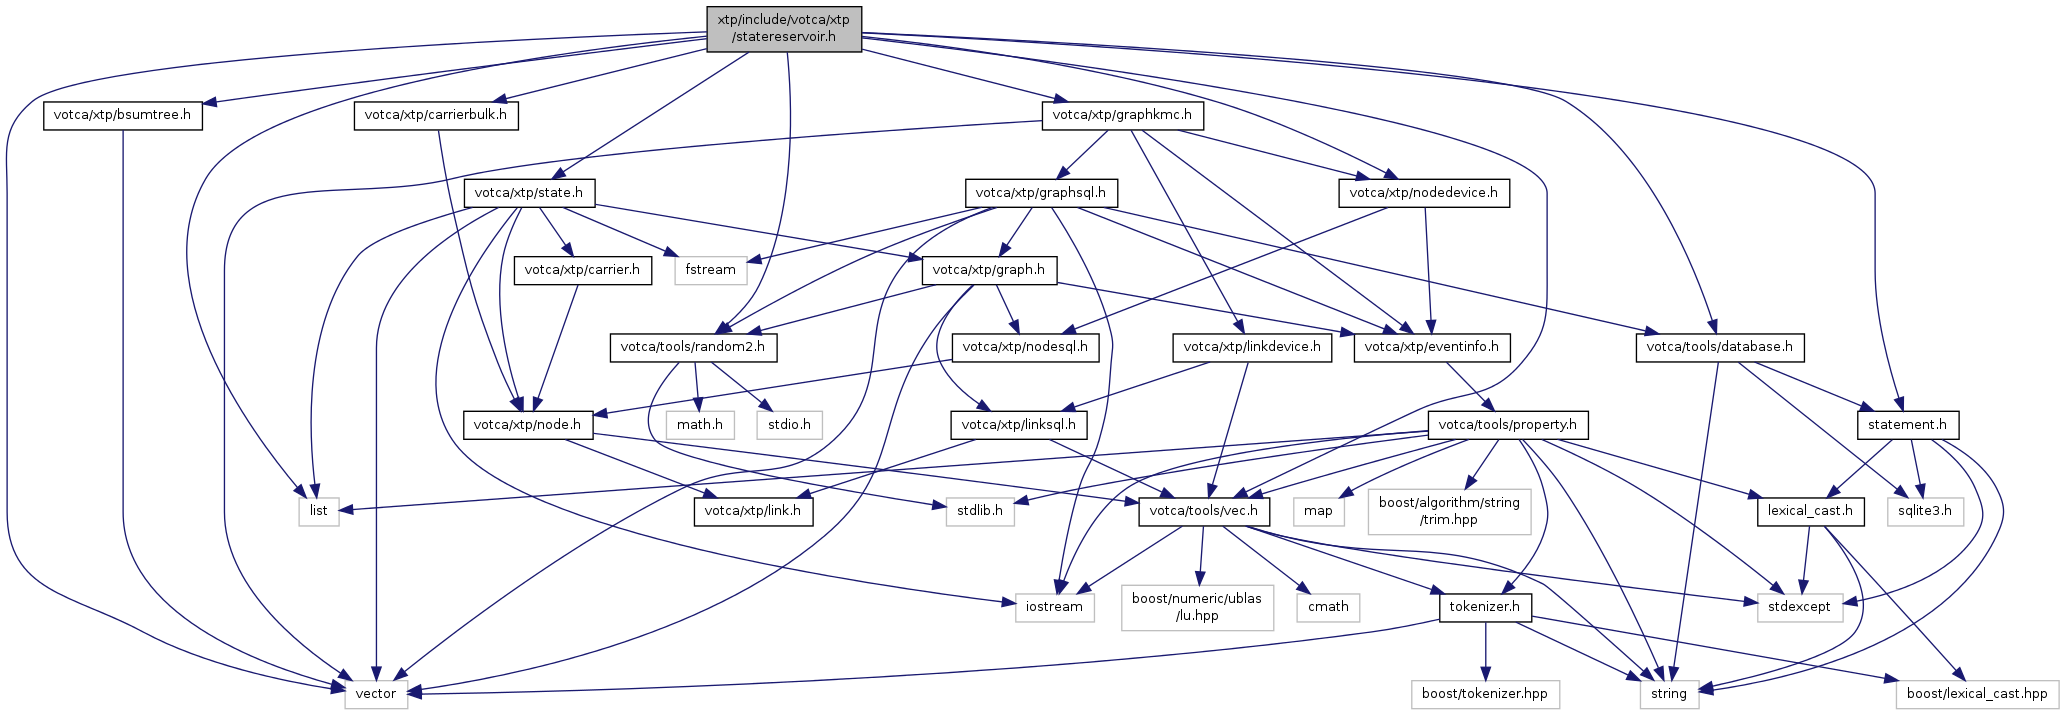 xtp/include/votca/xtp
/statereservoir.h
votca/xtp/bsumtree.h
votca/xtp/carrierbulk.h
votca/xtp/graphkmc.h
votca/xtp/state.h
votca/xtp/graphsql.h
votca/xtp/nodedevice.h
votca/xtp/carrier.h
fstream
votca/xtp/graph.h
votca/tools/random2.h
votca/xtp/nodesql.h
votca/xtp/linkdevice.h
votca/xtp/eventinfo.h
votca/tools/database.h
votca/xtp/node.h
math.h
stdio.h
votca/xtp/linksql.h
votca/tools/property.h
statement.h
list
votca/xtp/link.h
stdlib.h
votca/tools/vec.h
map
boost/algorithm/string
/trim.hpp
lexical_cast.h
sqlite3.h
iostream
boost/numeric/ublas
/lu.hpp
cmath
tokenizer.h
stdexcept
vector
boost/tokenizer.hpp
string
boost/lexical_cast.hpp